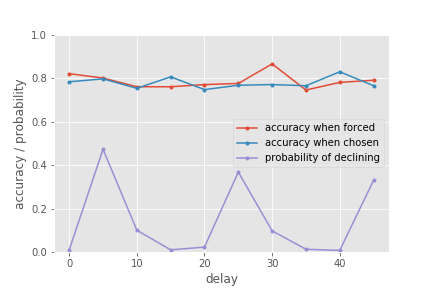 1.0
0.8
0.6
0.4
0.2
0.0
accuracy / probability
accuracy when forced
accuracy when chosen
probability of declining
0 10 20 30 40
delay